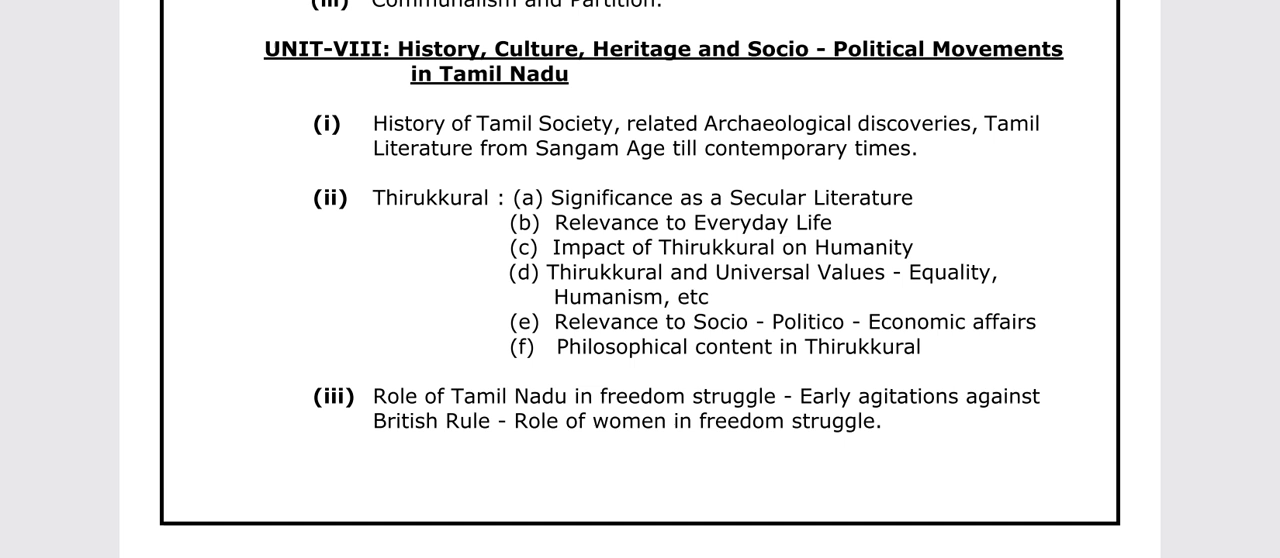 (iii) Communalism and Partition.
UNIT-VIII: History, Culture, Heritage and Socio - Political Movements
in Tamil Nadu
(i) History of Tamil Society, related Archaeological discoveries, Tamil
Literature from Sangam Age till contemporary times.
(ii) Thirukkural : (a) Significance as a Secular Literature
(b) Relevance to Everyday Life
(c) Impact of Thirukkural on Humanity
(d) Thirukkural and Universal Values - Equality,
Humanism, etc
(e) Relevance to Socio - Politico - Economic affairs
(f) Philosophical content in Thirukkural
(iii) Role of Tamil Nadu in freedom struggle - Early agitations against
British Rule - Role of women in freedom struggle.